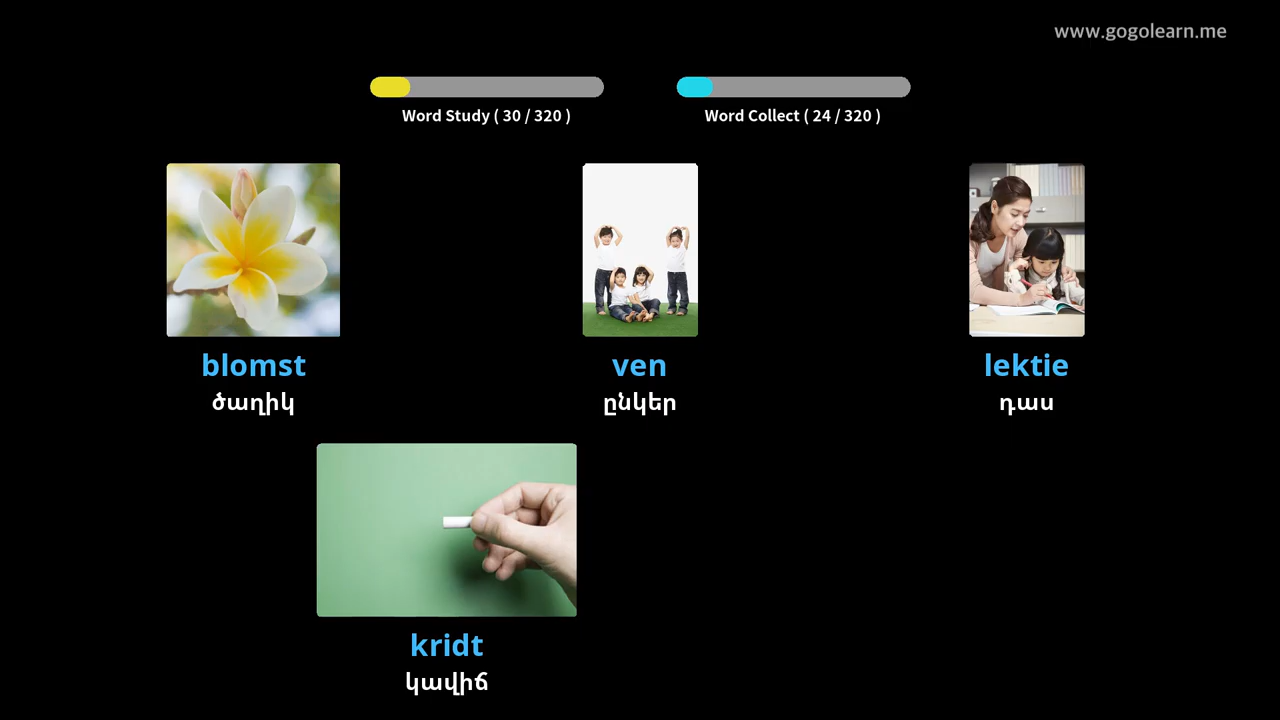 www.gogolearn.me
Word Study ( 30 / 320 )
Word Collect ( 24 / 320 )
blomst
ծաղիկ
ven
ընկեր
lektie
դաս
kridt
կավիճ